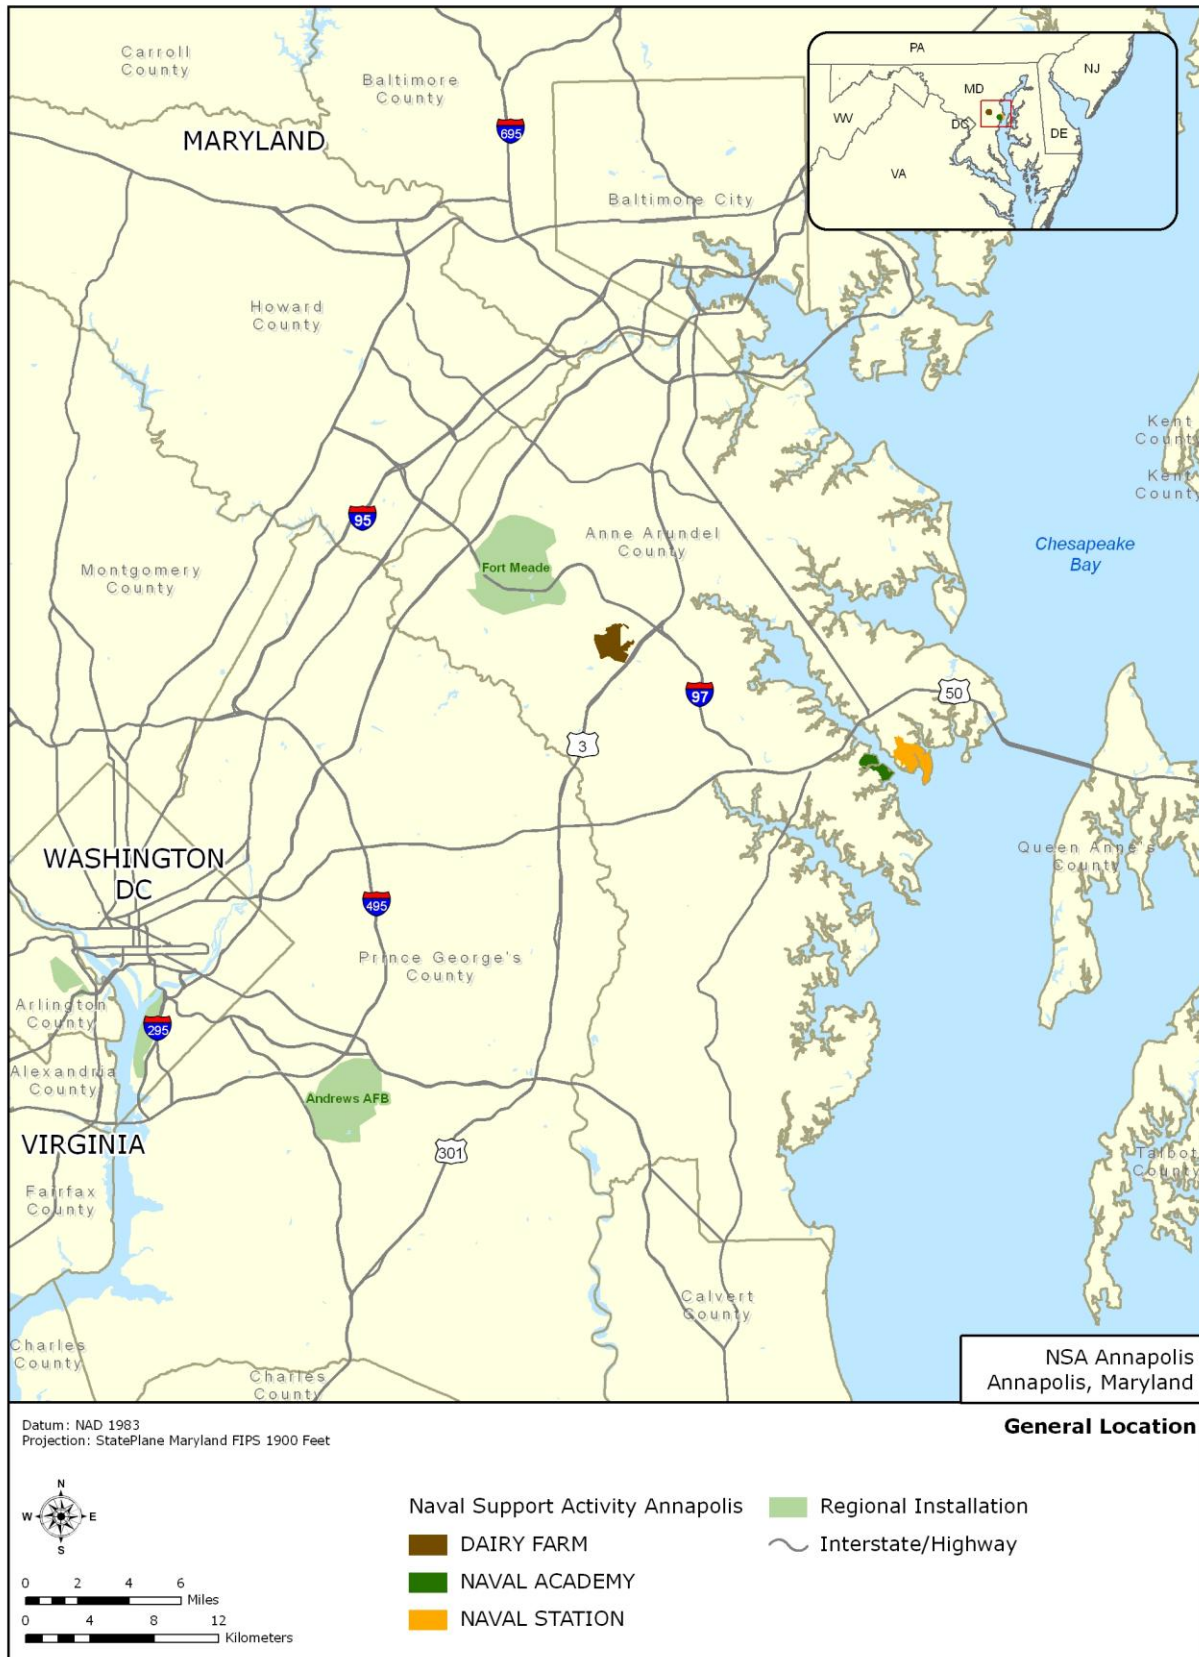 Carroll
County
Baltimore
County
MARYLAND
695
Baltimore City
PA
NJ
MD
WV
DC
DE
VA
Howard
County
Kent
County
Kent
County
95
Anne Arundel
County
Chesapeake
Bay
Montgomery
County
Fort Meade
97
50
3
WASHINGTON
DC
Queen Anne's
County
495
Prince George's
County
Arlington
County
295
Alexandria
County
Andrews AFB
VIRGINIA
301
Talbot
County
Fairfax
County
Calvert
County
Charles
County
Charles
County
NSA Annapolis
Annapolis, Maryland
General Location
Datum: NAD 1983
Projection: StatePlane Maryland FIPS 1900 Feet
N
W E
S
0 2 4 6
Miles
0 4 8 12
Kilometers
Naval Support Activity Annapolis
DAIRY FARM
NAVAL ACADEMY
NAVAL STATION
Regional Installation
Interstate/Highway